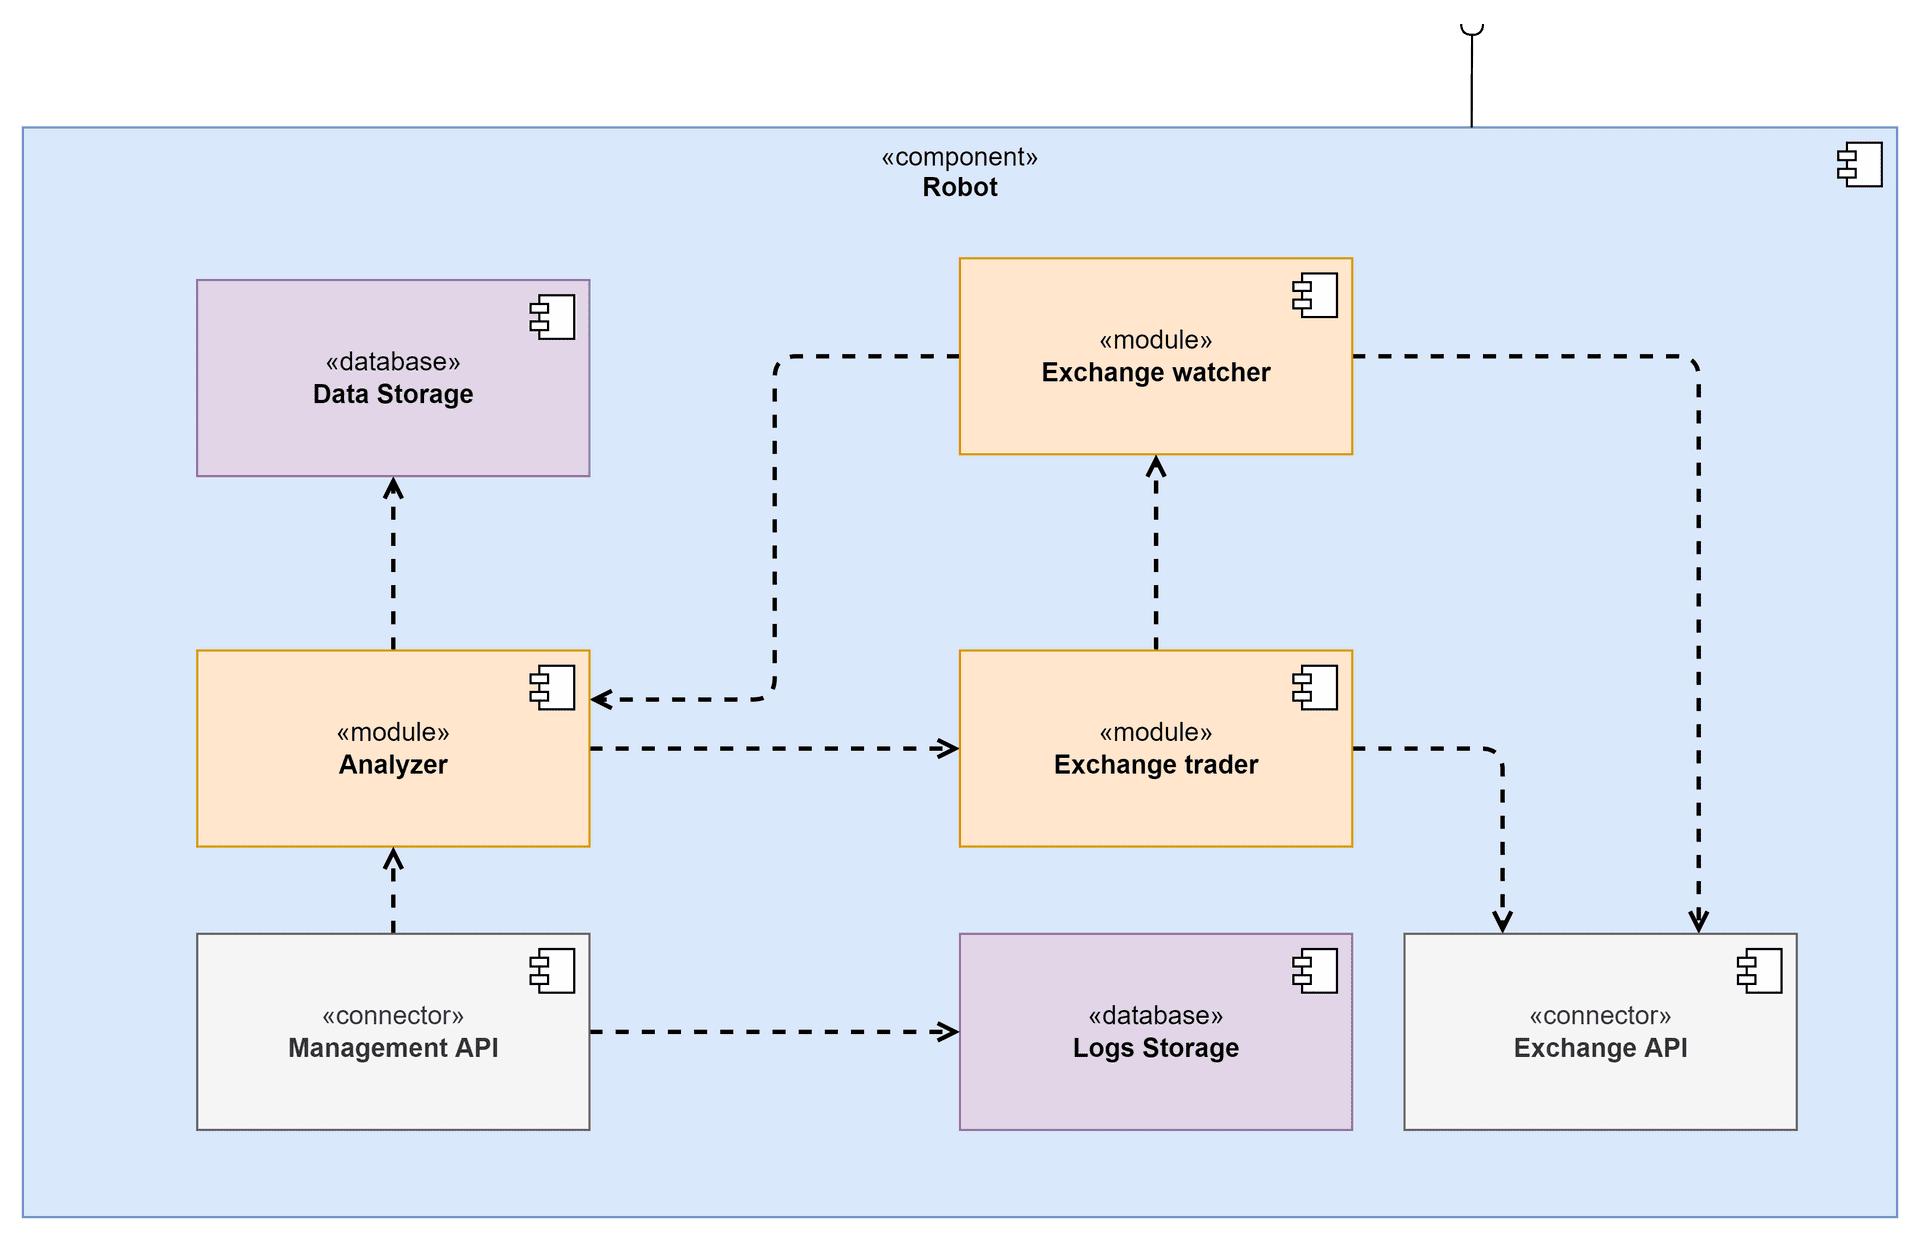 «component»
Robot
«database»
Data Storage
«module»
Exchange watcher
«module»
Analyzer
«module»
Exchange trader
«connector»
Management API
«database»
Logs Storage
«connector»
Exchange API